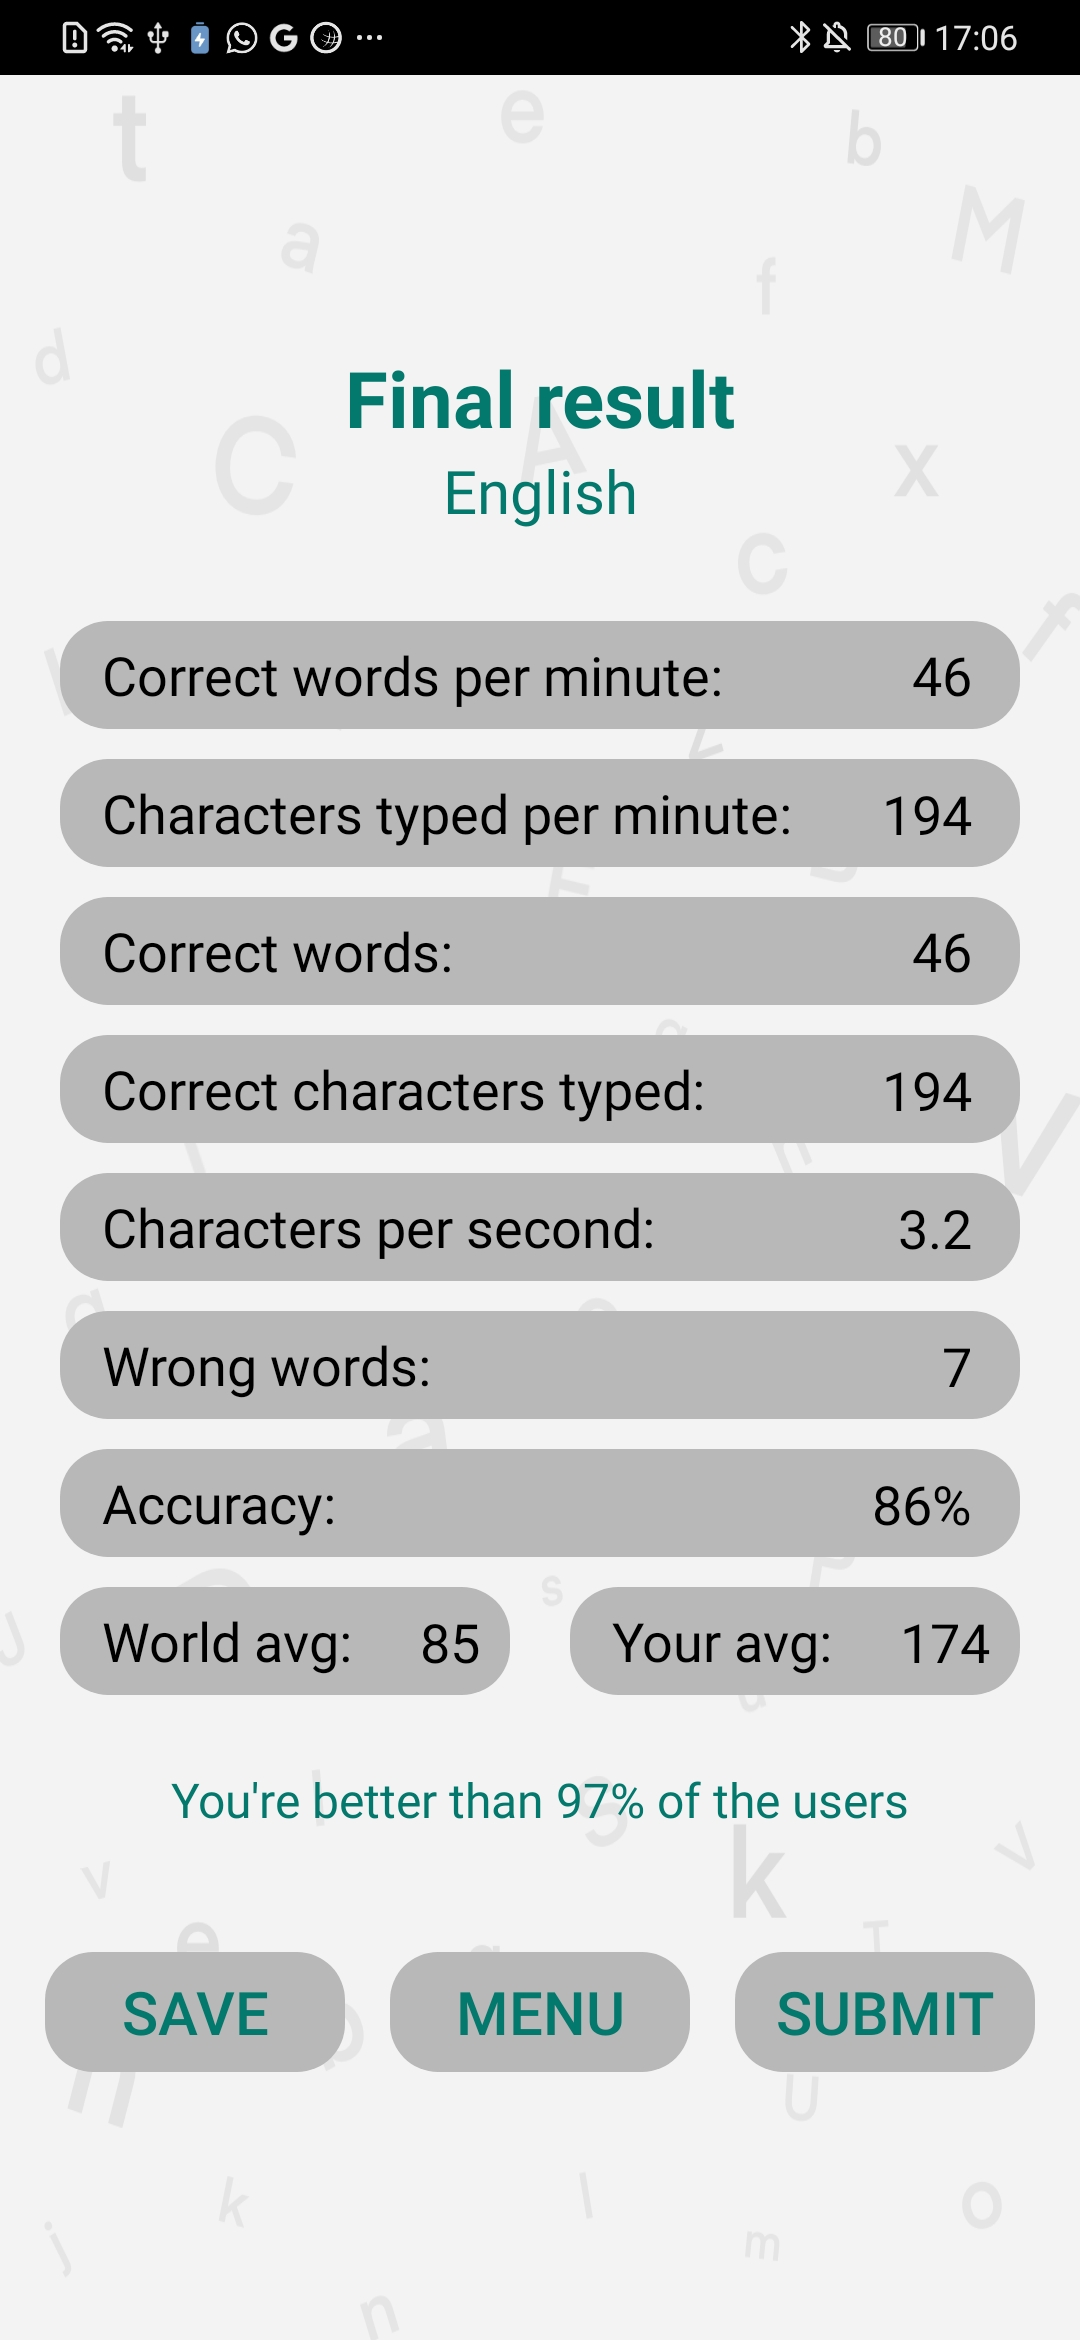 80 17:06
Final result
English
Correct words per minute: 46
Characters typed per minute: 194
Correct words: 46
Correct characters typed: 194
Characters per second: 3.2
Wrong words: 7
Accuracy: 86%
World avg: 85 Your avg: 174
You're better than 97% of the users
SAVE MENU SUBMIT